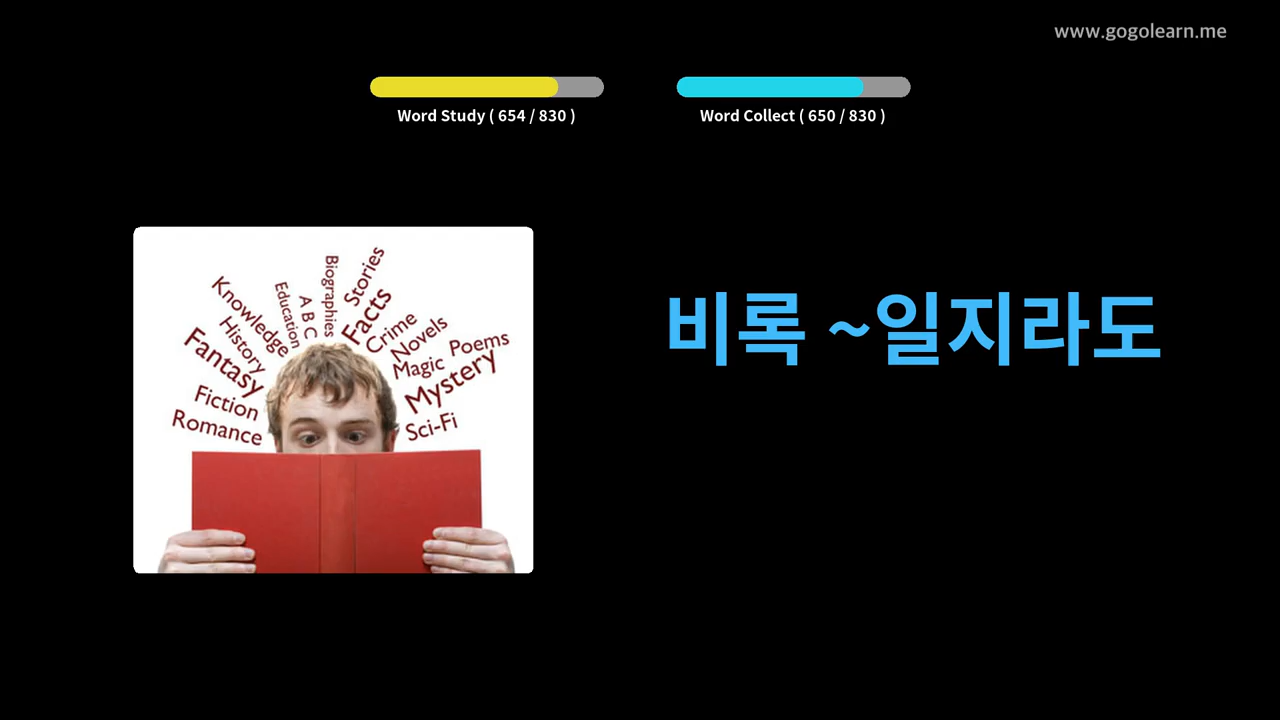 www.gogolearn.me
Word Study ( 654 / 830 )
Word Collect ( 650 / 830 )
Knowledge
Education
A B C
Biographies
Stories
Facts
Crime
Novels
Poems
History
Fantasy
Magic
Mystery
Fiction
Romance
Sci-Fi
비록 ~일지라도